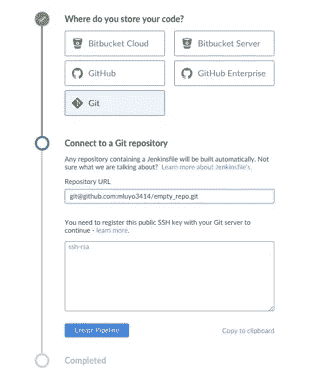 Where do you store your code?
Bitbucket Cloud
Bitbucket Server
GitHub
GitHub Enterprise
Git
Connect to a Git repository
Any repository containing a Jenkinsfile will be built automatically. Not
sure what we are talking about? Learn more about Jenkinsfiles.
Repository URL
git@github.com:mluyo3414/empty_repo.git
You need to register this public SSH key with your Git server to
continue - learn more.
ssh-rsa
Create Pipeline
Copy to clipboard
Completed